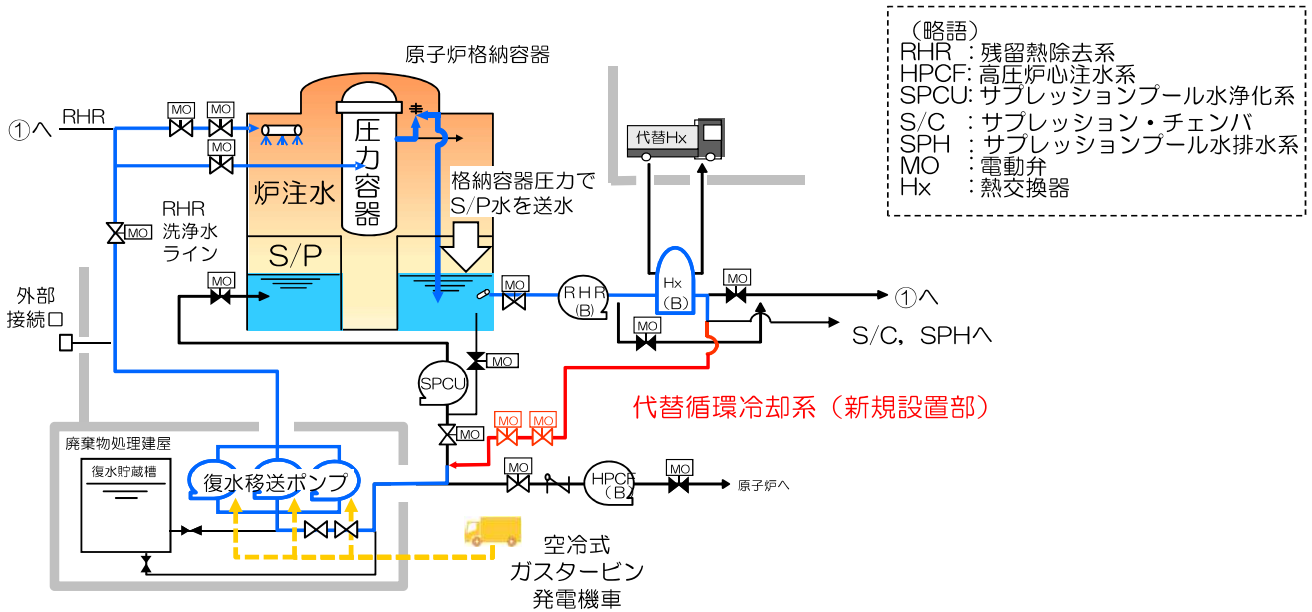 原子炉格納容器
(略語)
RHR : 残留熱除去系
HPCF: 高圧炉心注水系
SPCU: サプレッションプール水浄化系
S/C : サプレッション・チェンバ
SPH : サプレッションプール水排水系
MO : 電動弁
Hx : 熱交換器
①へ
RHR
MO
MO
MO
圧力容器
代替Hx
炉注水
格納容器圧力で
S/P水を送水
RHR
洗浄水
ライン
MO
S/P
外部
接続口
MO
MO
RHR
(B)
Hx
(B)
MO
①へ
MO
S/C, SPHへ
MO
SPCU
代替循環冷却系(新規設置部)
MO
MO
MO
廃棄物処理建屋
復水貯蔵槽
復水移送ポンプ
MO
HPCF
(B)
MO
原子炉へ
空冷式
ガスタービン
発電機車